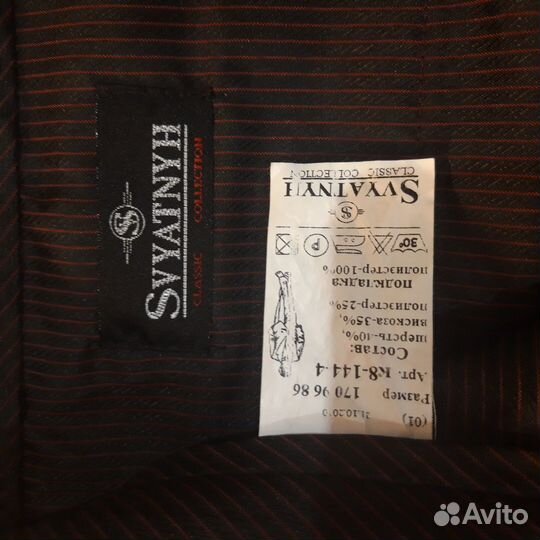 SVYATNYH
CLASSIC COLLECTION
SVYATNYH
CLASSIC COLLECTION
30°
P
подкладка
полиэстер-100%
Состав:
шерсть-40%,
вискоза-35%,
полиэстер-25%
Арт. К8-144-4
Размер 170 96 86
(01)
Avito